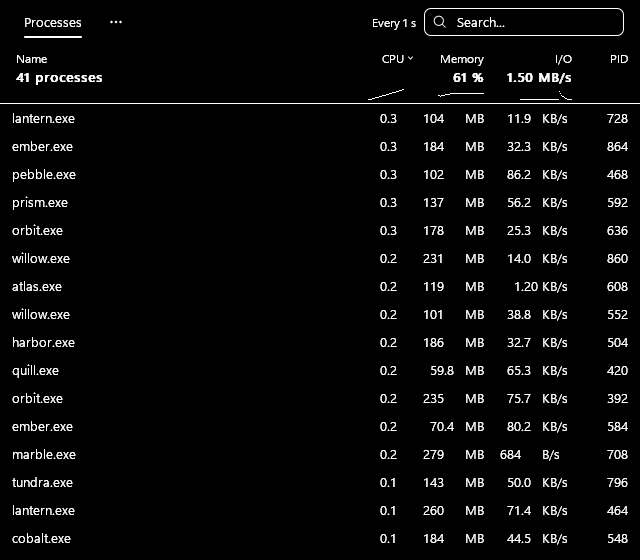 Processes ··· Every 1 s Search...
Name CPU Memory I/O PID
41 processes 61 % 1.50 MB/s
lantern.exe 0.3 104 MB 11.9 KB/s 728
ember.exe 0.3 184 MB 32.3 KB/s 864
pebble.exe 0.3 102 MB 86.2 KB/s 468
prism.exe 0.3 137 MB 56.2 KB/s 592
orbit.exe 0.3 178 MB 25.3 KB/s 636
willow.exe 0.2 231 MB 14.0 KB/s 860
atlas.exe 0.2 119 MB 1.20 KB/s 608
willow.exe 0.2 101 MB 38.8 KB/s 552
harbor.exe 0.2 186 MB 32.7 KB/s 504
quill.exe 0.2 59.8 MB 65.3 KB/s 420
orbit.exe 0.2 235 MB 75.7 KB/s 392
ember.exe 0.2 70.4 MB 80.2 KB/s 584
marble.exe 0.2 279 MB 684 B/s 708
tundra.exe 0.1 143 MB 50.0 KB/s 796
lantern.exe 0.1 260 MB 71.4 KB/s 464
cobalt.exe 0.1 184 MB 44.5 KB/s 548